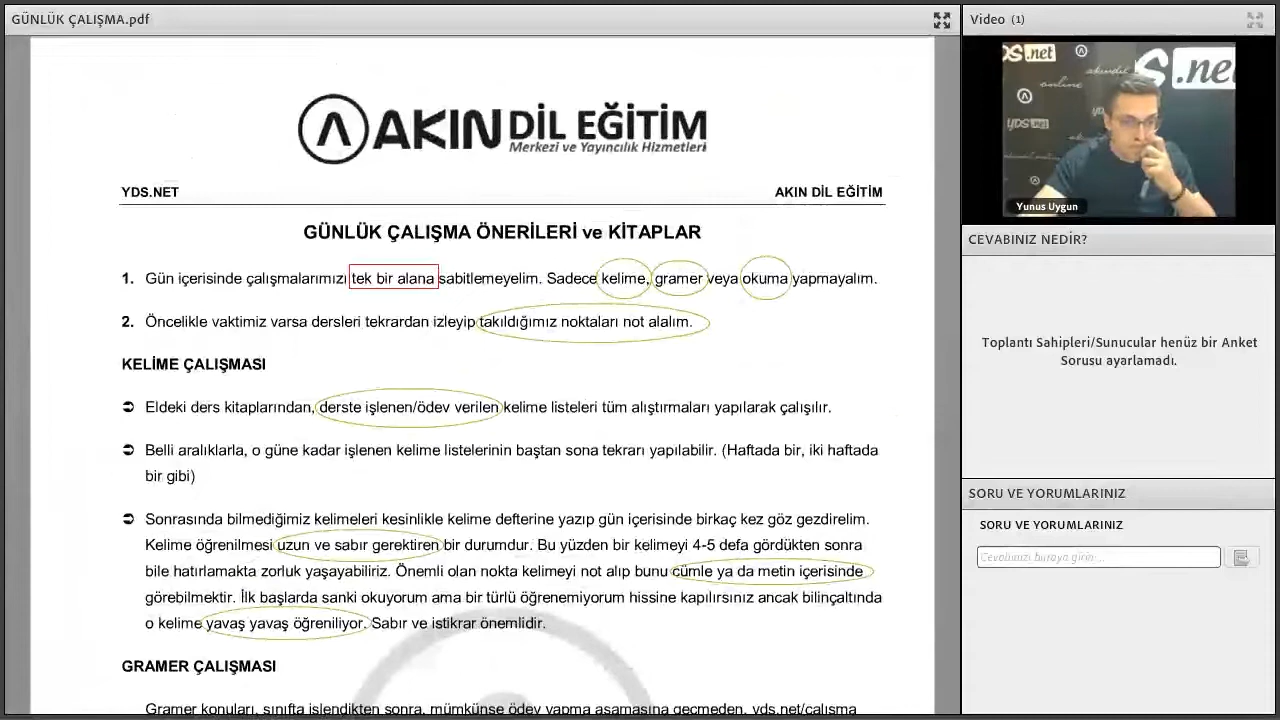 GÜNLÜK ÇALIŞMA.pdf
AKIN DİL EĞİTİM
Merkezi ve Yayıncılık Hizmetleri
YDS.NET
AKIN DİL EĞİTİM
GÜNLÜK ÇALIŞMA ÖNERİLERİ ve KİTAPLAR
1. Gün içerisinde çalışmalarımızı tek bir alana sabitlemeyelim. Sadece kelime, gramer veya okuma yapmayalım.
2. Öncelikle vaktimiz varsa dersleri tekrardan izleyip takıldığımız noktaları not alalım.
KELİME ÇALIŞMASI
➲ Eldeki ders kitaplarından, derste işlenen/ödev verilen kelime listeleri tüm alıştırmaları yapılarak çalışılır.
➲ Belli aralıklarla, o güne kadar işlenen kelime listelerinin baştan sona tekrarı yapılabilir. (Haftada bir, iki haftada
bir gibi)
➲ Sonrasında bilmediğimiz kelimeleri kesinlikle kelime defterine yazıp gün içerisinde birkaç kez göz gezdirelim.
Kelime öğrenilmesi uzun ve sabır gerektiren bir durumdur. Bu yüzden bir kelimeyi 4-5 defa gördükten sonra
bile hatırlamakta zorluk yaşayabiliriz. Önemli olan nokta kelimeyi not alıp bunu cümle ya da metin içerisinde
görebilmektir. İlk başlarda sanki okuyorum ama bir türlü öğrenemiyorum hissine kapılırsınız ancak bilinçaltında
o kelime yavaş yavaş öğreniliyor. Sabır ve istikrar önemlidir.
GRAMER ÇALIŞMASI
Gramer konuları, sınıfta işlendikten sonra, mümkünse ödev yapma aşamasına geçmeden, yds.net/calisma
Video (1)
S.net
S.ne
online
akındil
YDS.net
Yunus Uygun
CEVABINIZ NEDİR?
Toplantı Sahipleri/Sunucular henüz bir Anket
Sorusu ayarlamadı.
SORU VE YORUMLARINIZ
SORU VE YORUMLARINIZ
Cevabınızı buraya girin...